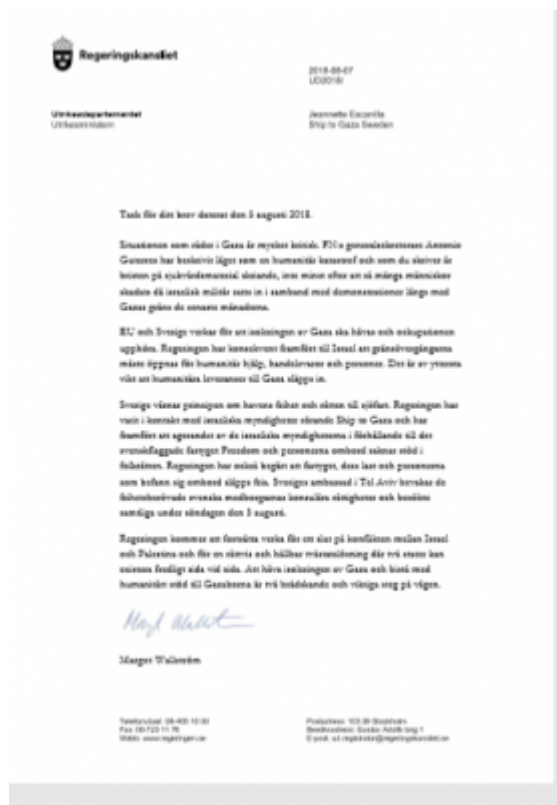 Regeringskansliet
2018-08-07
UD2018/
Utrikesdepartementet
Utrikesministern
Jeannette Escanilla
Ship to Gaza Sweden
Tack för ditt brev daterat den 3 augusti 2018.
Situationen som råder i Gaza är mycket kritisk. FN:s generalsekreterare Antonio
Guterres har beskrivit läget som en humanitär katastrof och som du skriver är
bristen på sjukvårdsmaterial skriande, inte minst efter att så många människor
skadats då israelisk militär satts in i samband med demonstrationer längs med
Gazas gräns de senaste månaderna.
EU och Sverige verkar för att isoleringen av Gaza ska hävas och ockupationen
upphöra. Regeringen har konsekvent framfört till Israel att gränsövergångarna
måste öppnas för humanitär hjälp, handelsvaror och personer. Det är av yttersta
vikt att humanitära leveranser till Gaza släpps in.
Sverige värnar principen om havens frihet och rätten till sjöfart. Regeringen har
varit i kontakt med israeliska myndigheter rörande Ship to Gaza och har
framfört att agerandet av de israeliska myndigheterna i förhållande till det
svenskflaggade fartyget Freedom och personerna ombord saknar stöd i
folkrätten. Regeringen har också begärt att fartyget, dess last och personerna
som befann sig ombord släpps fria. Sveriges ambassad i Tel Aviv bevakar de
frihetsberövade svenska medborgarnas konsulära rättigheter och besökte
samtliga under söndagen den 5 augusti.
Regeringen kommer att fortsätta verka för ett slut på konflikten mellan Israel
och Palestina och för en rättvis och hållbar tvåstatslösning där två stater kan
existera fredligt sida vid sida. Att häva isoleringen av Gaza och bistå med
humanitärt stöd till Gazaborna är två brådskande och viktiga steg på vägen.
Margot Wallström
Telefonväxel: 08-405 10 00
Fax: 08-723 11 76
Webb: www.regeringen.se
Postadress: 103 39 Stockholm
Besöksadress: Gustav Adolfs torg 1
E-post: ud.registrator@regeringskansliet.se